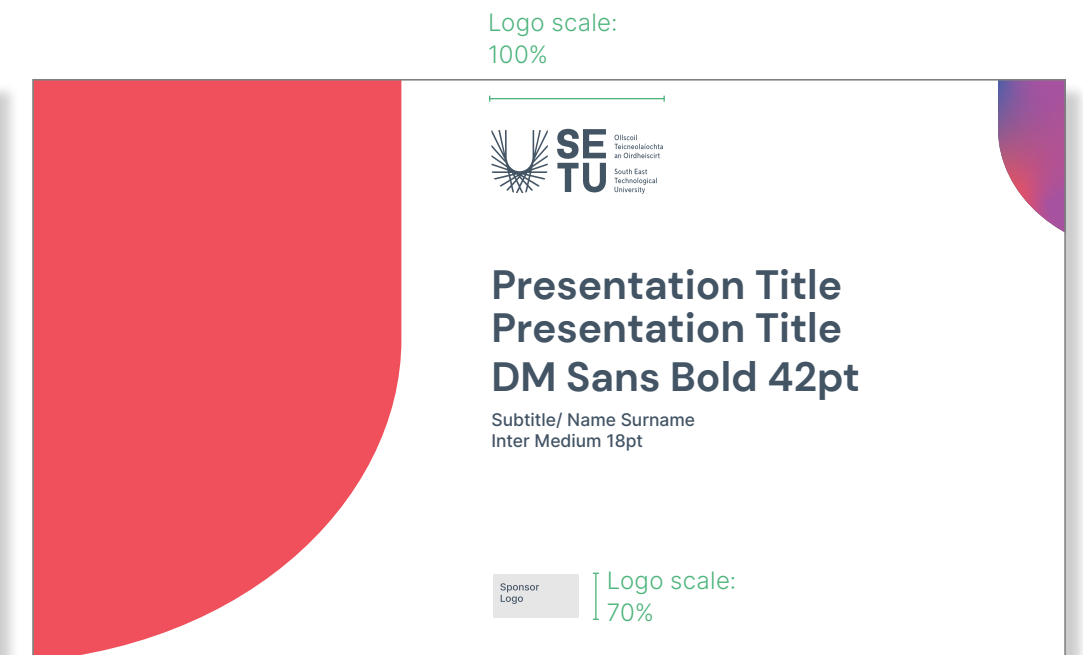 Logo scale:
100%
SE
TU
Ollscoil
Teicneolaíochta
an Oirdheiscirt
South East
Technological
University
Presentation Title
Presentation Title
DM Sans Bold 42pt
Subtitle/ Name Surname
Inter Medium 18pt
Sponsor
Logo
Logo scale:
70%